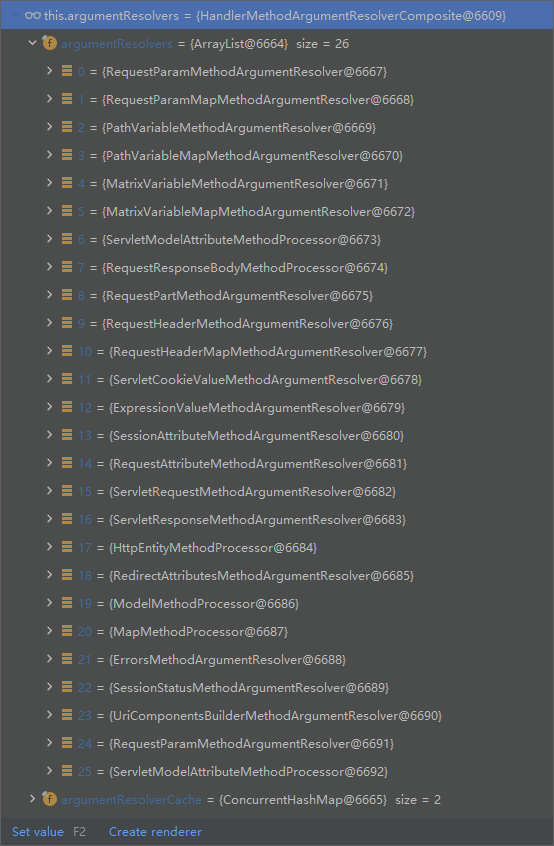 this.argumentResolvers = {HandlerMethodArgumentResolverComposite@6609}
f argumentResolvers = {ArrayList@6664} size = 26
0 = {RequestParamMethodArgumentResolver@6667}
1 = {RequestParamMapMethodArgumentResolver@6668}
2 = {PathVariableMethodArgumentResolver@6669}
3 = {PathVariableMapMethodArgumentResolver@6670}
4 = {MatrixVariableMethodArgumentResolver@6671}
5 = {MatrixVariableMapMethodArgumentResolver@6672}
6 = {ServletModelAttributeMethodProcessor@6673}
7 = {RequestResponseBodyMethodProcessor@6674}
8 = {RequestPartMethodArgumentResolver@6675}
9 = {RequestHeaderMethodArgumentResolver@6676}
10 = {RequestHeaderMapMethodArgumentResolver@6677}
11 = {ServletCookieValueMethodArgumentResolver@6678}
12 = {ExpressionValueMethodArgumentResolver@6679}
13 = {SessionAttributeMethodArgumentResolver@6680}
14 = {RequestAttributeMethodArgumentResolver@6681}
15 = {ServletRequestMethodArgumentResolver@6682}
16 = {ServletResponseMethodArgumentResolver@6683}
17 = {HttpEntityMethodProcessor@6684}
18 = {RedirectAttributesMethodArgumentResolver@6685}
19 = {ModelMethodProcessor@6686}
20 = {MapMethodProcessor@6687}
21 = {ErrorsMethodArgumentResolver@6688}
22 = {SessionStatusMethodArgumentResolver@6689}
23 = {UriComponentsBuilderMethodArgumentResolver@6690}
24 = {RequestParamMethodArgumentResolver@6691}
25 = {ServletModelAttributeMethodProcessor@6692}
f argumentResolverCache = {ConcurrentHashMap@6665} size = 2
Set value F2 Create renderer